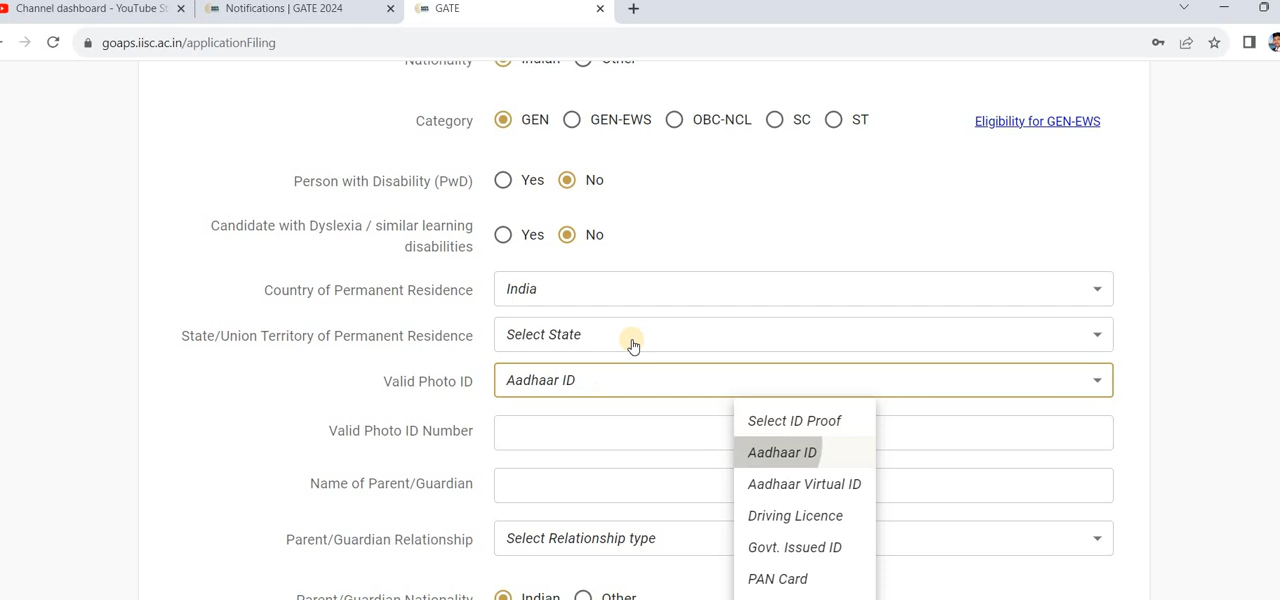 Channel dashboard - YouTube St
Notifications | GATE 2024
GATE
goaps.iisc.ac.in/applicationFiling
Nationality Indian Other
Category GEN GEN-EWS OBC-NCL SC ST Eligibility for GEN-EWS
Person with Disability (PwD) Yes No
Candidate with Dyslexia / similar learning
disabilities
Yes No
Country of Permanent Residence India
State/Union Territory of Permanent Residence Select State
Valid Photo ID Aadhaar ID
Select ID Proof
Valid Photo ID Number
Aadhaar ID
Name of Parent/Guardian
Aadhaar Virtual ID
Driving Licence
Parent/Guardian Relationship Select Relationship type
Govt. Issued ID
PAN Card
Parent/Guardian Nationality Indian Other